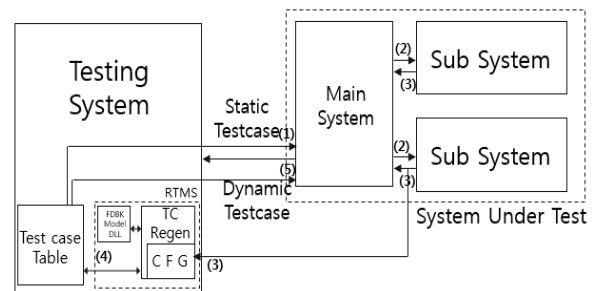 Testing
System
Static
Testcase
(1)
(5)
Dynamic
Testcase
RTMS
Test case
Table
FDBK
Model
DLL
TC
Regen
C F G
(4)
(3)
Main
System
(2)
(3)
Sub System
(2)
(3)
Sub System
System Under Test